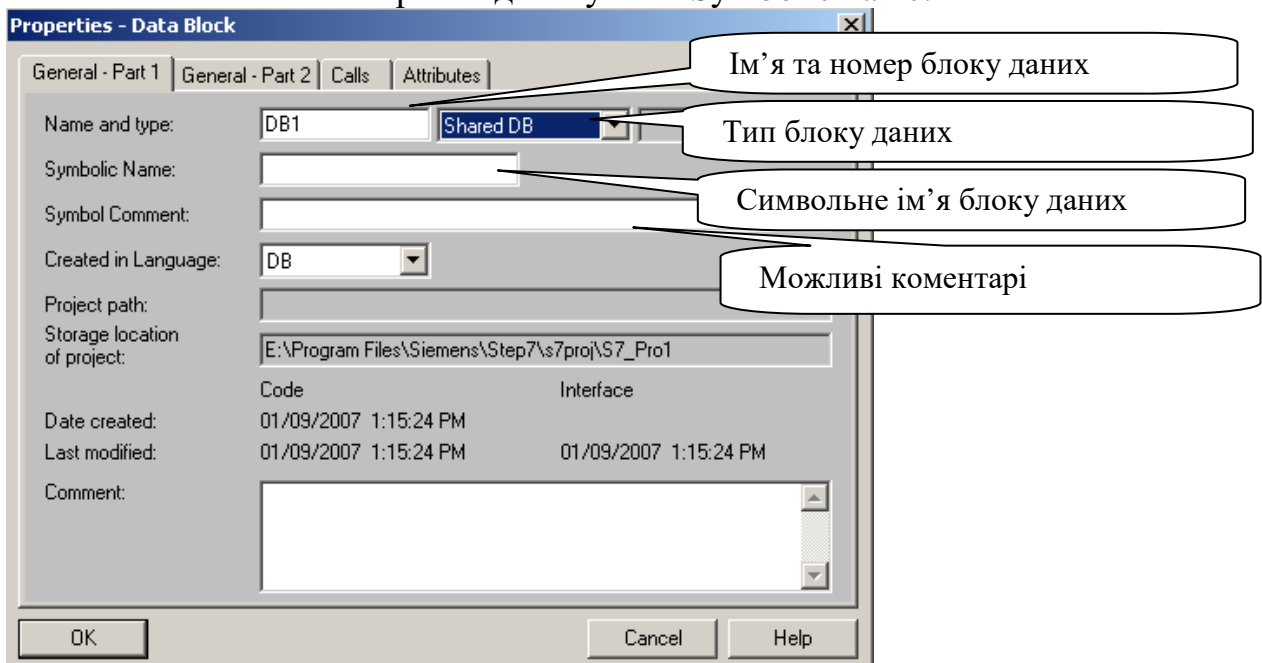 Properties - Data Block
General - Part 1 General - Part 2 Calls Attributes
Ім’я та номер блоку даних
Name and type: DB1 Shared DB
Тип блоку даних
Symbolic Name:
Символьне ім’я блоку даних
Symbol Comment:
Created in Language: DB
Можливі коментарі
Project path:
Storage location
of project: E:\Program Files\Siemens\Step7\s7proj\S7_Pro1
Code Interface
Date created: 01/09/2007 1:15:24 PM
Last modified: 01/09/2007 1:15:24 PM 01/09/2007 1:15:24 PM
Comment:
OK Cancel Help